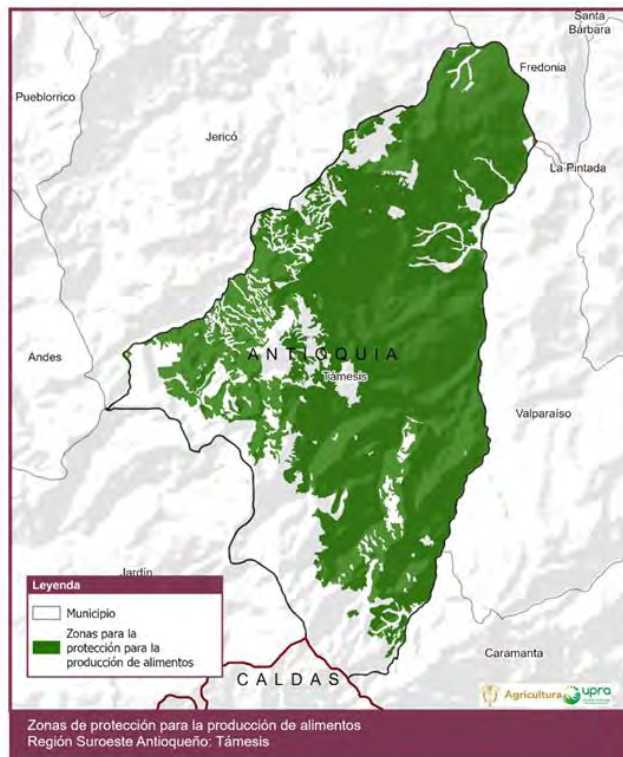 Santa
Bárbara
Fredonia
Pueblorrico
Jericó
La Pintada
Andes
ANTIOQUIA
Támesis
Valparaíso
Jardín
Leyenda
Municipio
Zonas para la
protección para la
producción de alimentos
Caramanta
CALDAS
Agricultura
upra
Zonas de protección para la producción de alimentos
Región Suroeste Antioqueño: Támesis